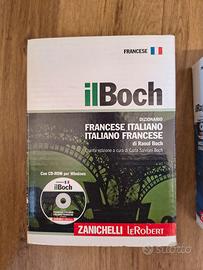 FRANCESE
ilBoch
DIZIONARIO
FRANCESE ITALIANO
ITALIANO FRANCESE
di Raoul Boch
Quinta edizione a cura di Carla Salvioni Boch
Con CD-ROM per Windows
ilBoch
ZANICHELLI LeROBERT
subito